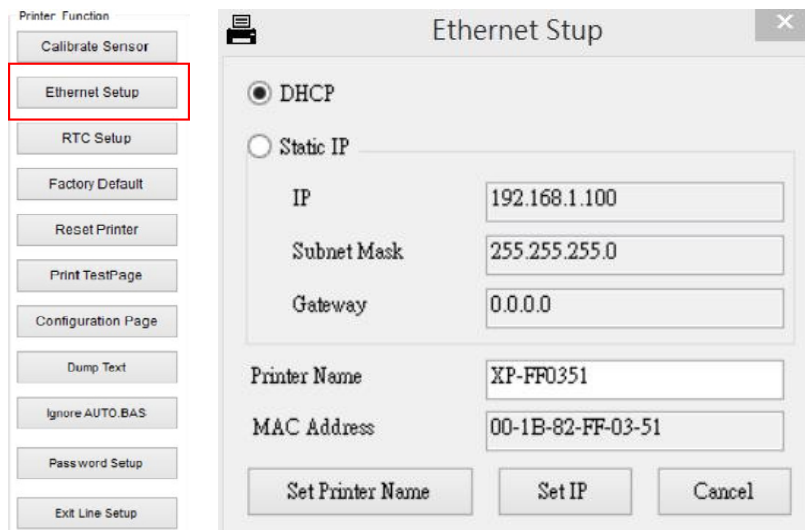 Printer Function
Calibrate Sensor
Ethernet Setup
RTC Setup
Factory Default
Reset Printer
Print TestPage
Configuration Page
Dump Text
Ignore AUTO.BAS
Password Setup
Exit Line Setup
Ethernet Stup
DHCP
Static IP
IP 192.168.1.100
Subnet Mask 255.255.255.0
Gateway 0.0.0.0
Printer Name XP-FF0351
MAC Address 00-1B-82-FF-03-51
Set Printer Name Set IP Cancel